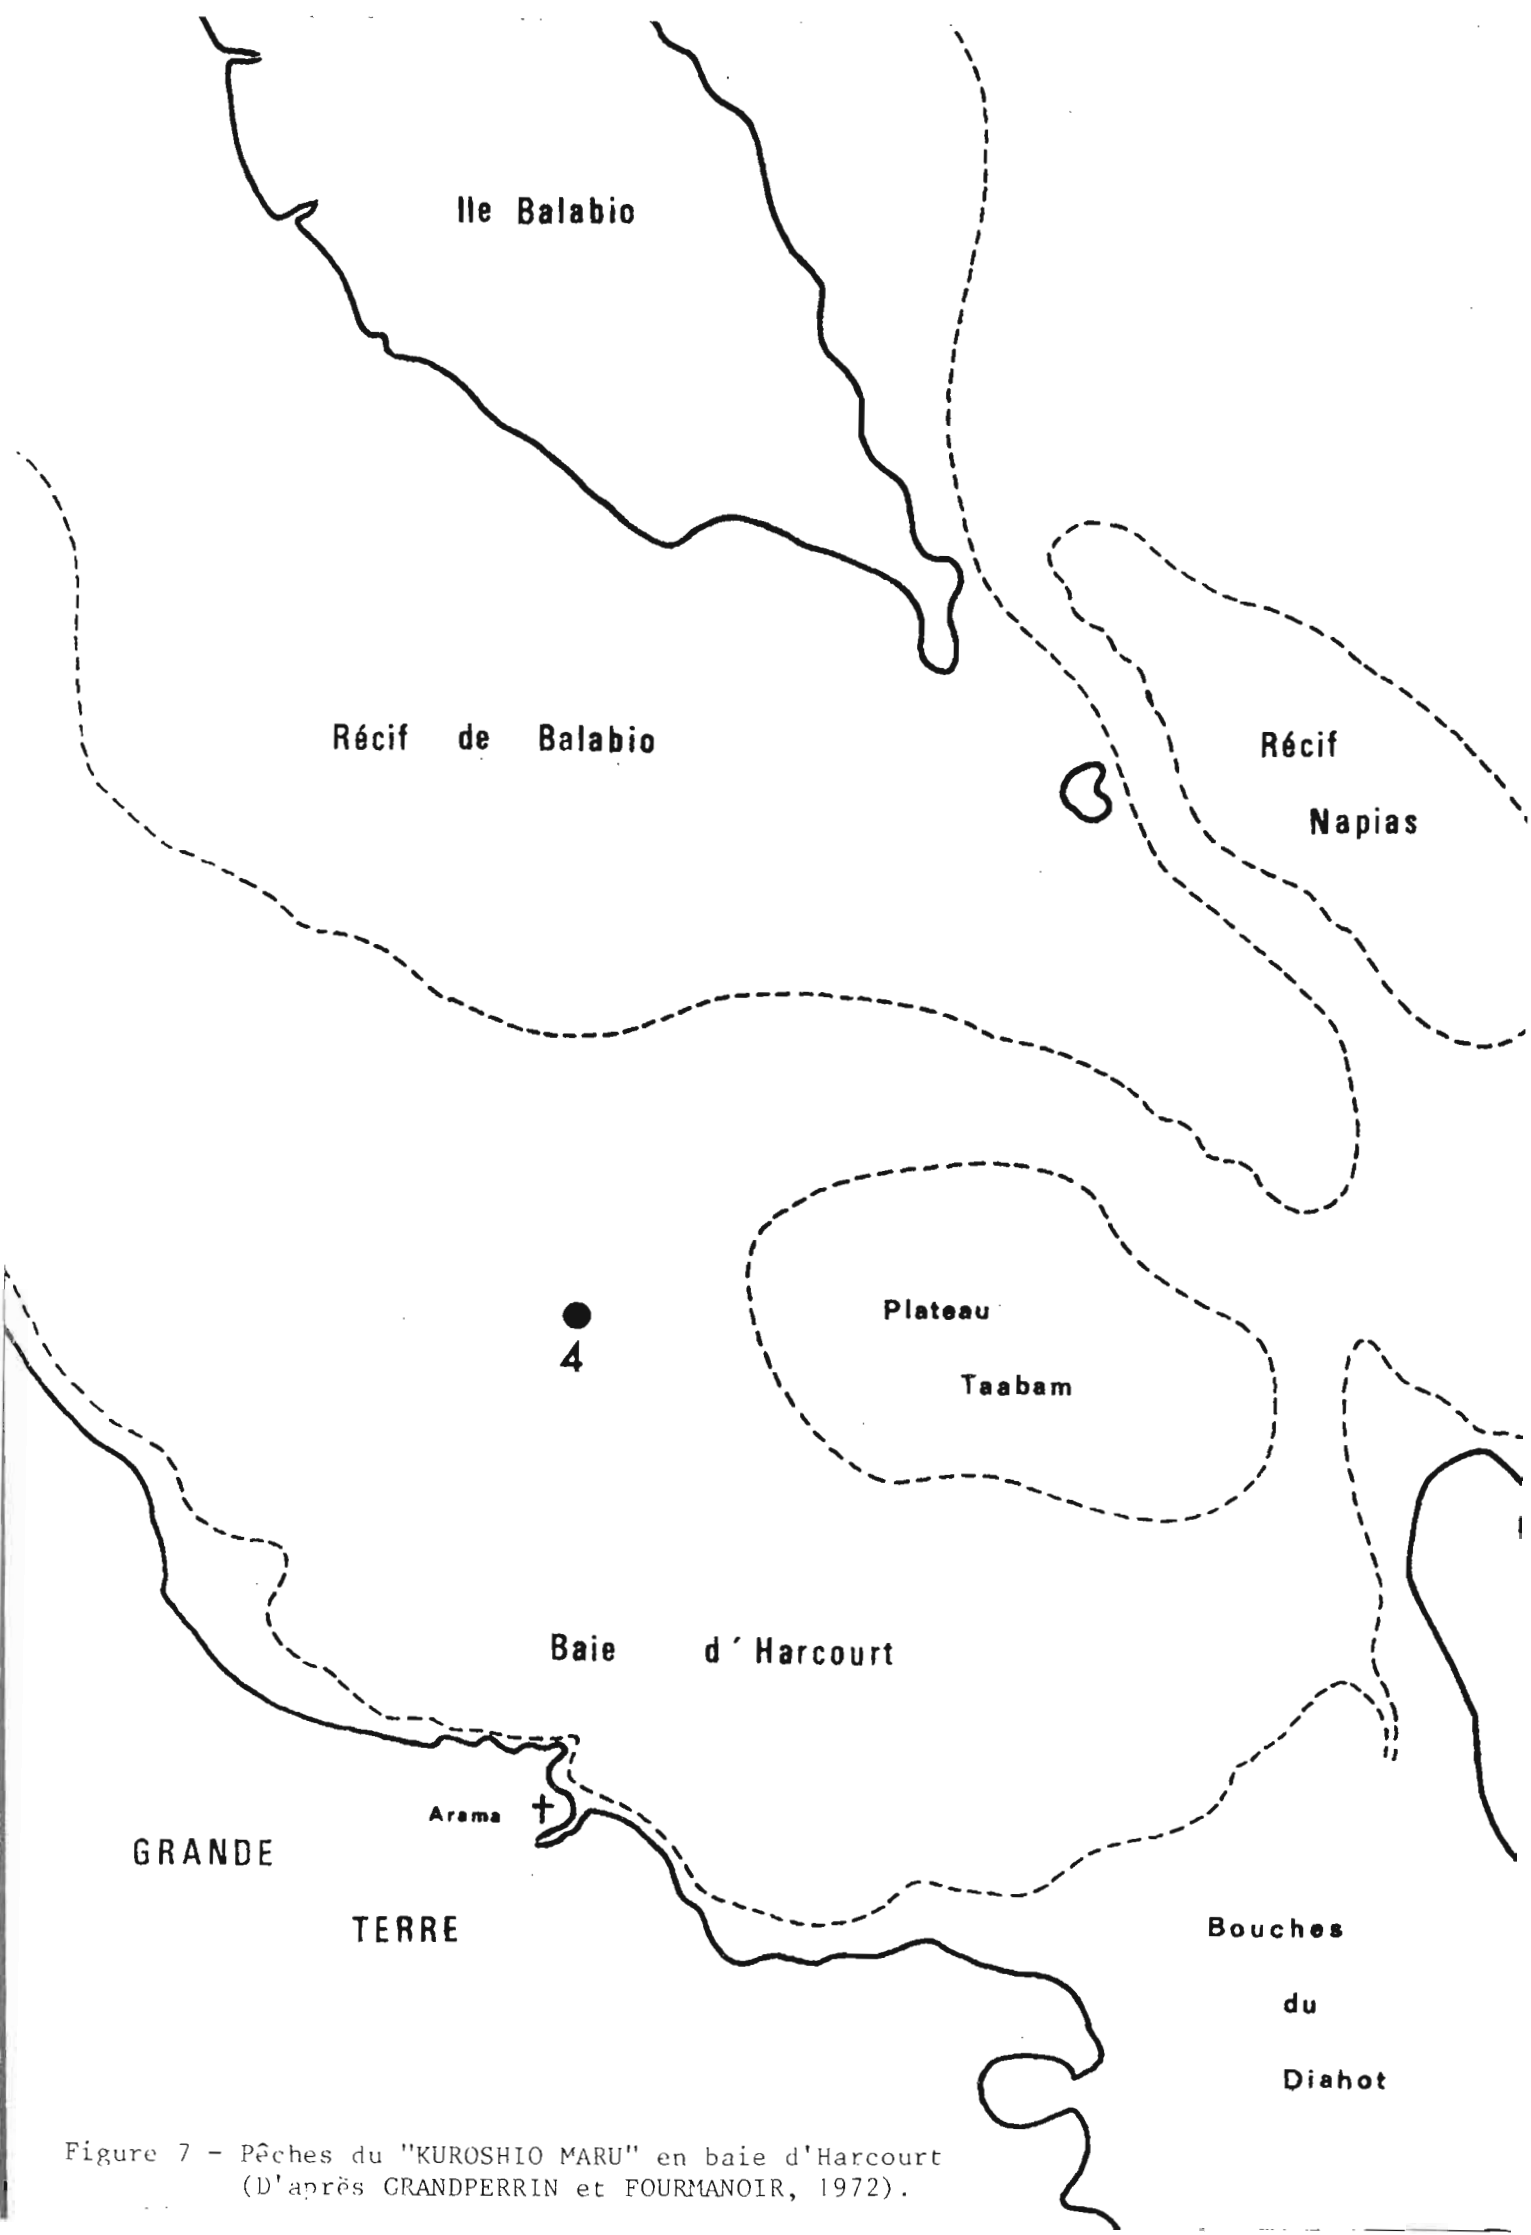 Ile Balabio
Récif de Balabio
Récif
Napias
4
Plateau
Taabam
Baie d'Harcourt
Arama
GRANDE
TERRE
Bouches
du
Diahot
Figure 7 - Pêches du "KUROSHIO MARU" en baie d'Harcourt
(D'après GRANDPERRIN et FOURMANOIR, 1972).